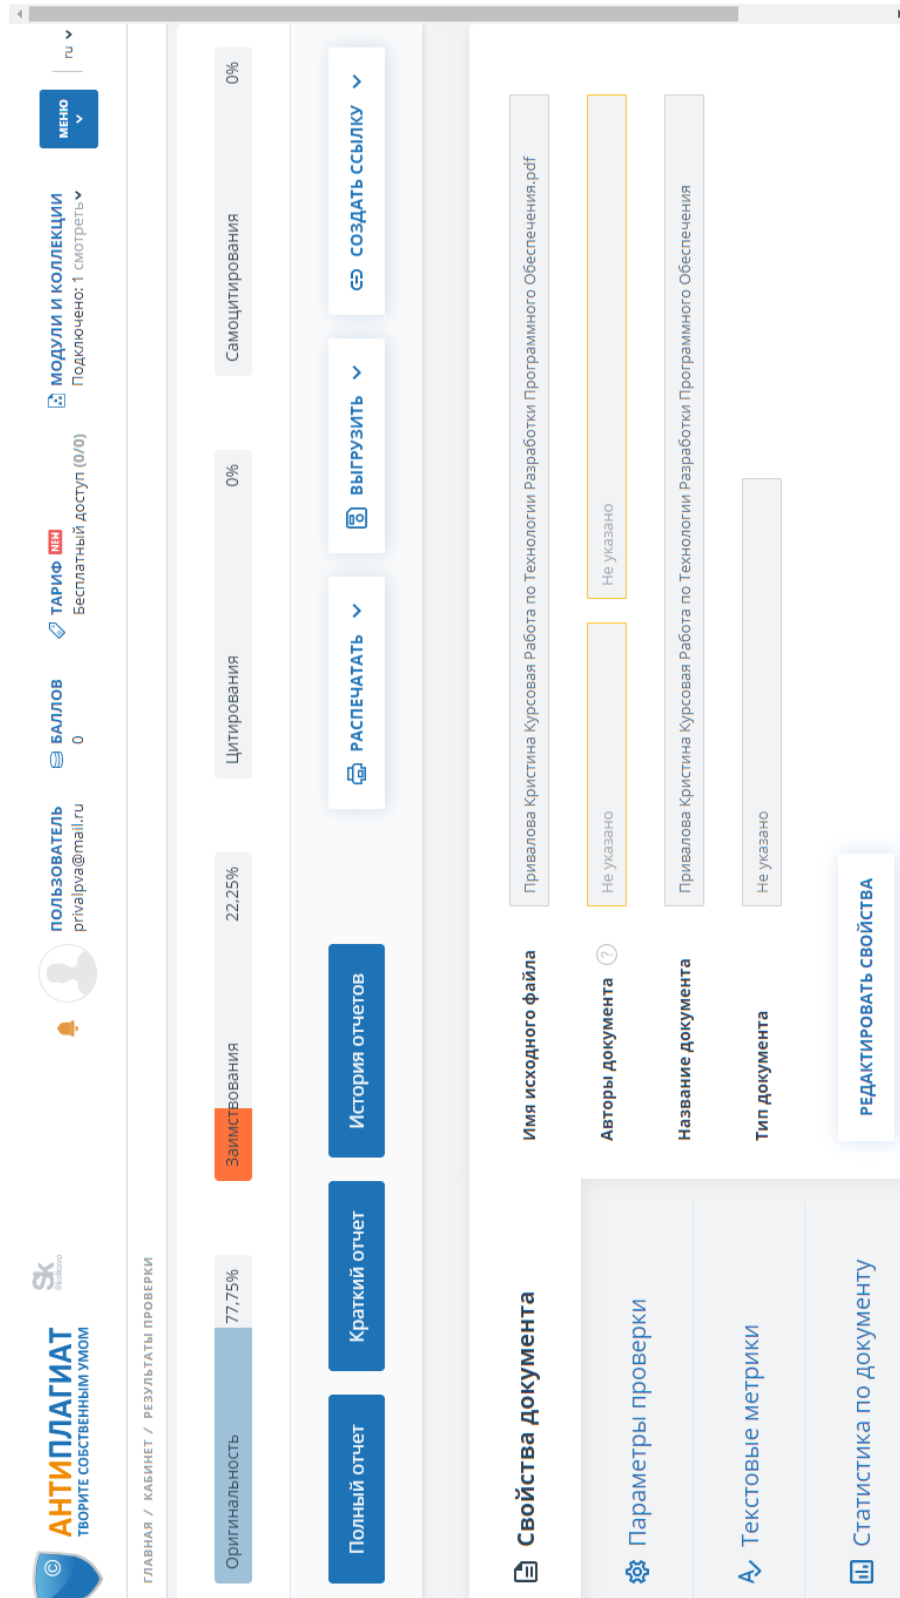 АНТИПЛАГИАТ
ТВОРИТЕ СОБСТВЕННЫМ УМОМ
Sk
Skolkovo
ПОЛЬЗОВАТЕЛЬ
privalpva@mail.ru
БАЛЛОВ
0
ТАРИФ NEW
Бесплатный доступ (0/0)
МОДУЛИ И КОЛЛЕКЦИИ
Подключено: 1 смотреть
МЕНЮ
ru
ГЛАВНАЯ / КАБИНЕТ / РЕЗУЛЬТАТЫ ПРОВЕРКИ
Оригинальность 77,75%
Заимствования 22,25%
Цитирования 0%
Самоцитирования 0%
Полный отчет
Краткий отчет
История отчетов
РАСПЕЧАТАТЬ
ВЫГРУЗИТЬ
СОЗДАТЬ ССЫЛКУ
Свойства документа
Параметры проверки
Текстовые метрики
Статистика по документу
Имя исходного файла
Привалова Кристина Курсовая Работа по Технологии Разработки Программного Обеспечения.pdf
Авторы документа ?
Не указано
Не указано
Название документа
Привалова Кристина Курсовая Работа по Технологии Разработки Программного Обеспечения
Тип документа
Не указано
РЕДАКТИРОВАТЬ СВОЙСТВА